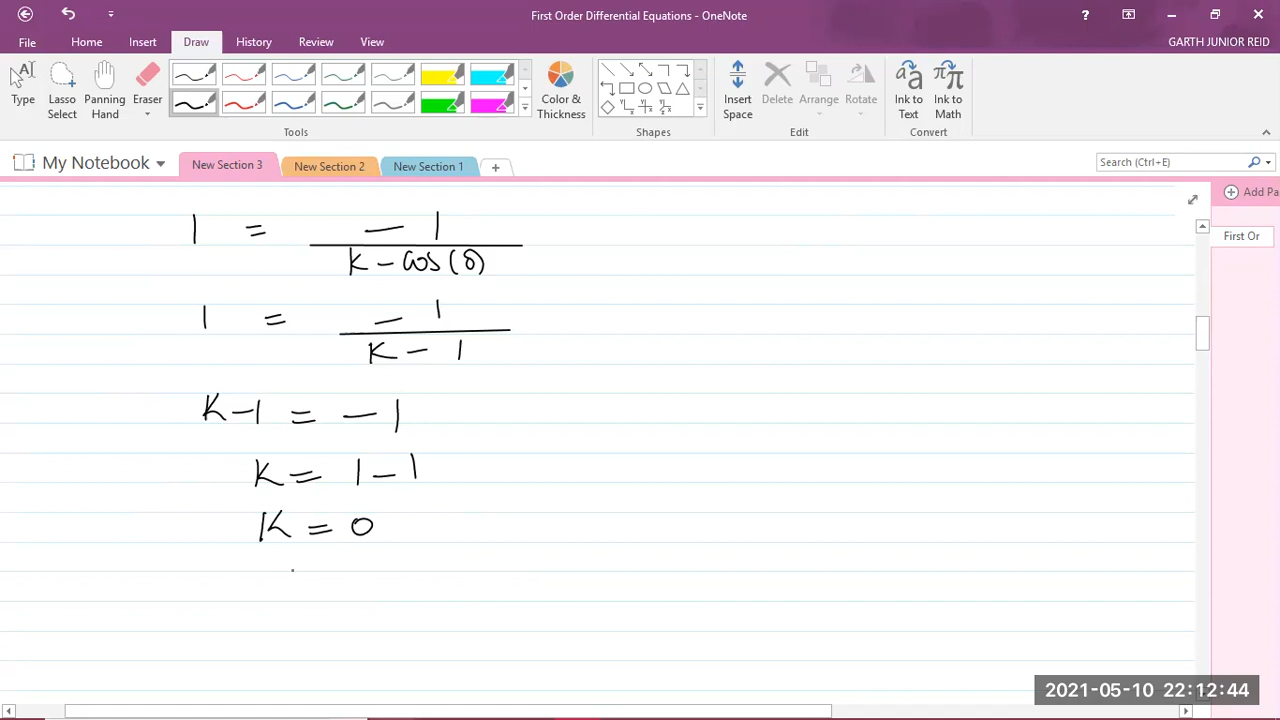 First Order Differential Equations - OneNote
?
GARTH JUNIOR REID
File Home Insert Draw History Review View
Type
Lasso Select
Panning Hand
Eraser
Color & Thickness
Insert Space
Delete
Arrange
Rotate
Ink to Text
Ink to Math
Tools
Shapes
Edit
Convert
My Notebook
New Section 3
New Section 2
New Section 1
+
Search (Ctrl+E)
Add Pa
First Or
1 = - 1
K - cos(0)
1 = - 1
K - 1
K - 1 = - 1
K = 1 - 1
K = 0
2021-05-10 22:12:44